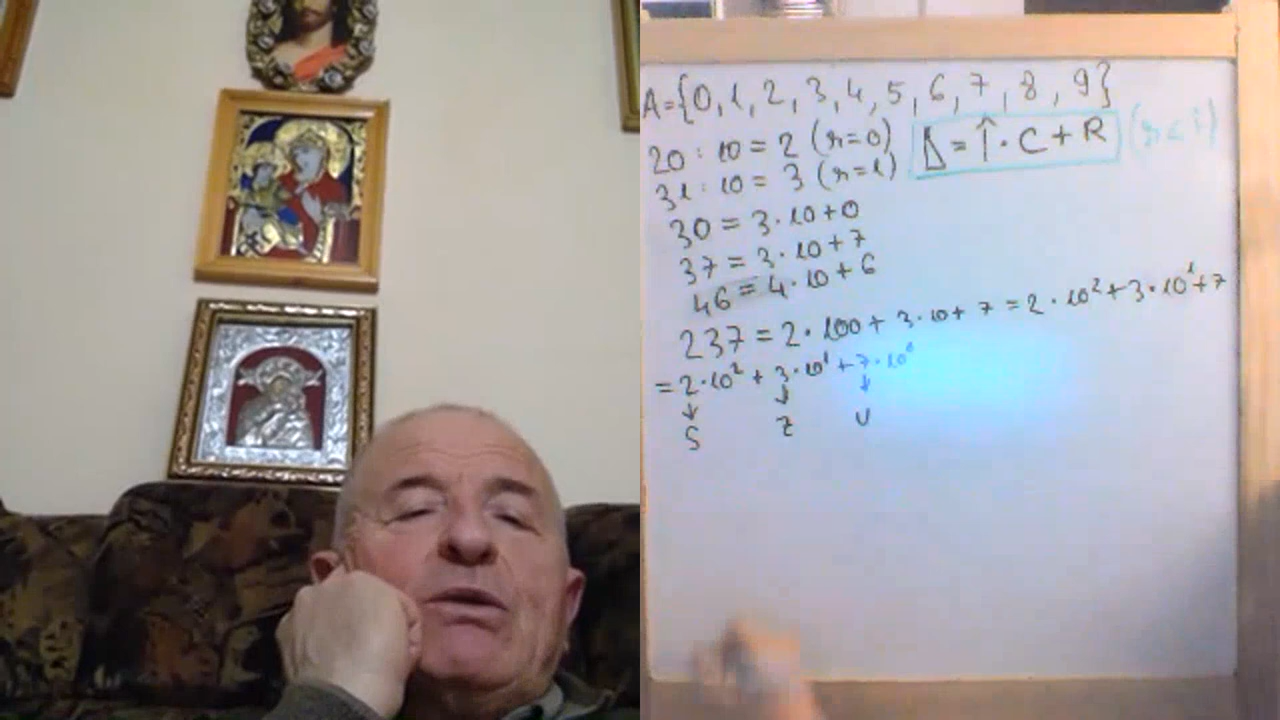 A={0,1,2,3,4,5,6,7,8,9}
20:10=2 (r=0)
D=Î·C+R (r<î)
31:10=3 (r=1)
30=3·10+0
37=3·10+7
46=4·10+6
237=2·100+3·10+7=2·10²+3·10¹+7
=2·10²+3·10¹+7·10⁰
↓ ↓ ↓
S Z U